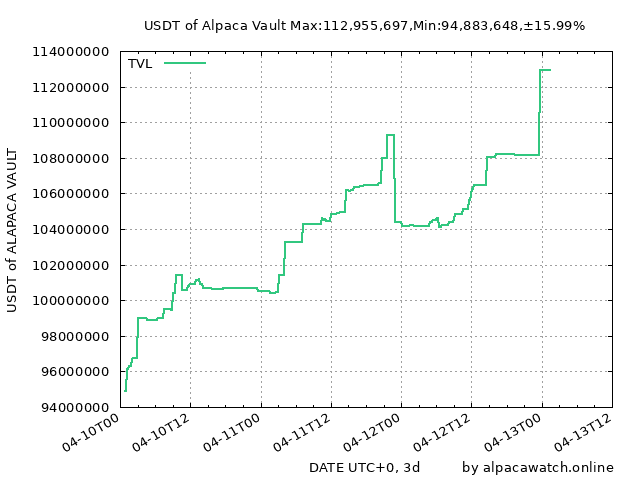 USDT of Alpaca Vault Max:112,955,697,Min:94,883,648,±15.99%
TVL
114000000
112000000
110000000
108000000
106000000
104000000
102000000
100000000
98000000
96000000
94000000
USDT of ALAPACA VAULT
04-10T00
04-10T12
04-11T00
04-11T12
04-12T00
04-12T12
04-13T00
04-13T12
DATE UTC+0, 3d
by alpacawatch.online